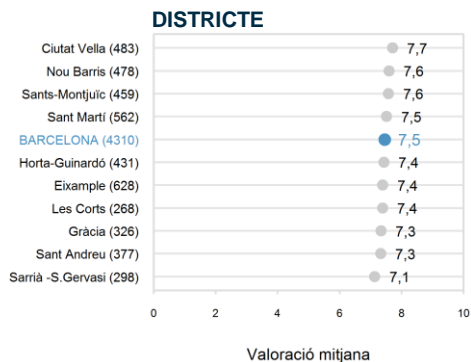 DISTRICTE
Ciutat Vella (483) 7,7
Nou Barris (478) 7,6
Sants-Montjuïc (459) 7,6
Sant Martí (562) 7,5
BARCELONA (4310) 7,5
Horta-Guinardó (431) 7,4
Eixample (628) 7,4
Les Corts (268) 7,4
Gràcia (326) 7,3
Sant Andreu (377) 7,3
Sarrià -S.Gervasi (298) 7,1
0 2 4 6 8 10
Valoració mitjana